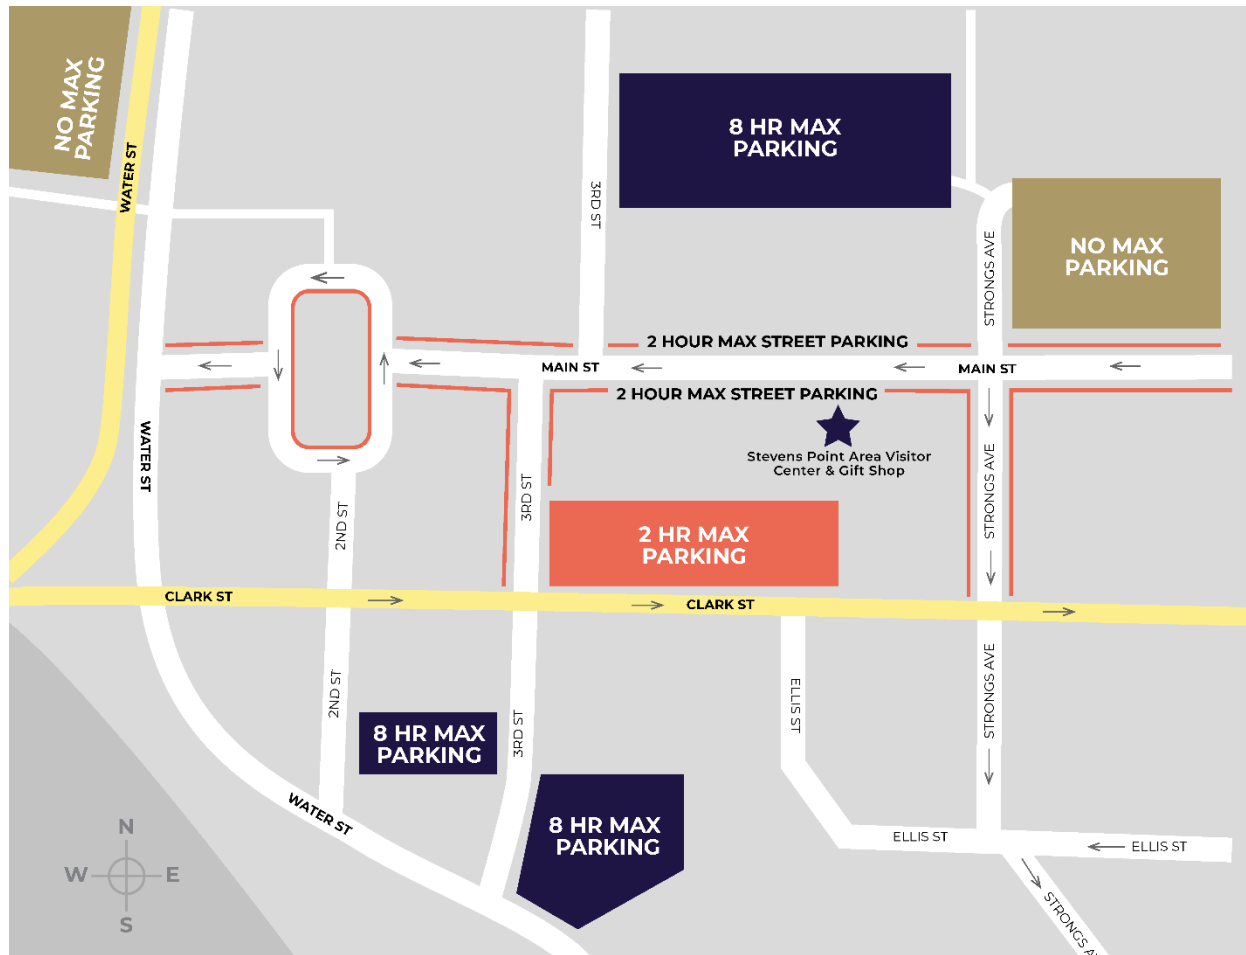 NO MAX
PARKING
WATER ST
8 HR MAX
PARKING
3RD ST
STRONGS AVE
NO MAX
PARKING
2 HOUR MAX STREET PARKING
MAIN ST
MAIN ST
2 HOUR MAX STREET PARKING
WATER ST
Stevens Point Area Visitor
Center & Gift Shop
2ND ST
3RD ST
STRONGS AVE
2 HR MAX
PARKING
CLARK ST
CLARK ST
2ND ST
3RD ST
ELLIS ST
STRONGS AVE
8 HR MAX
PARKING
WATER ST
8 HR MAX
PARKING
ELLIS ST
ELLIS ST
N
W
E
S
STRONGS AV